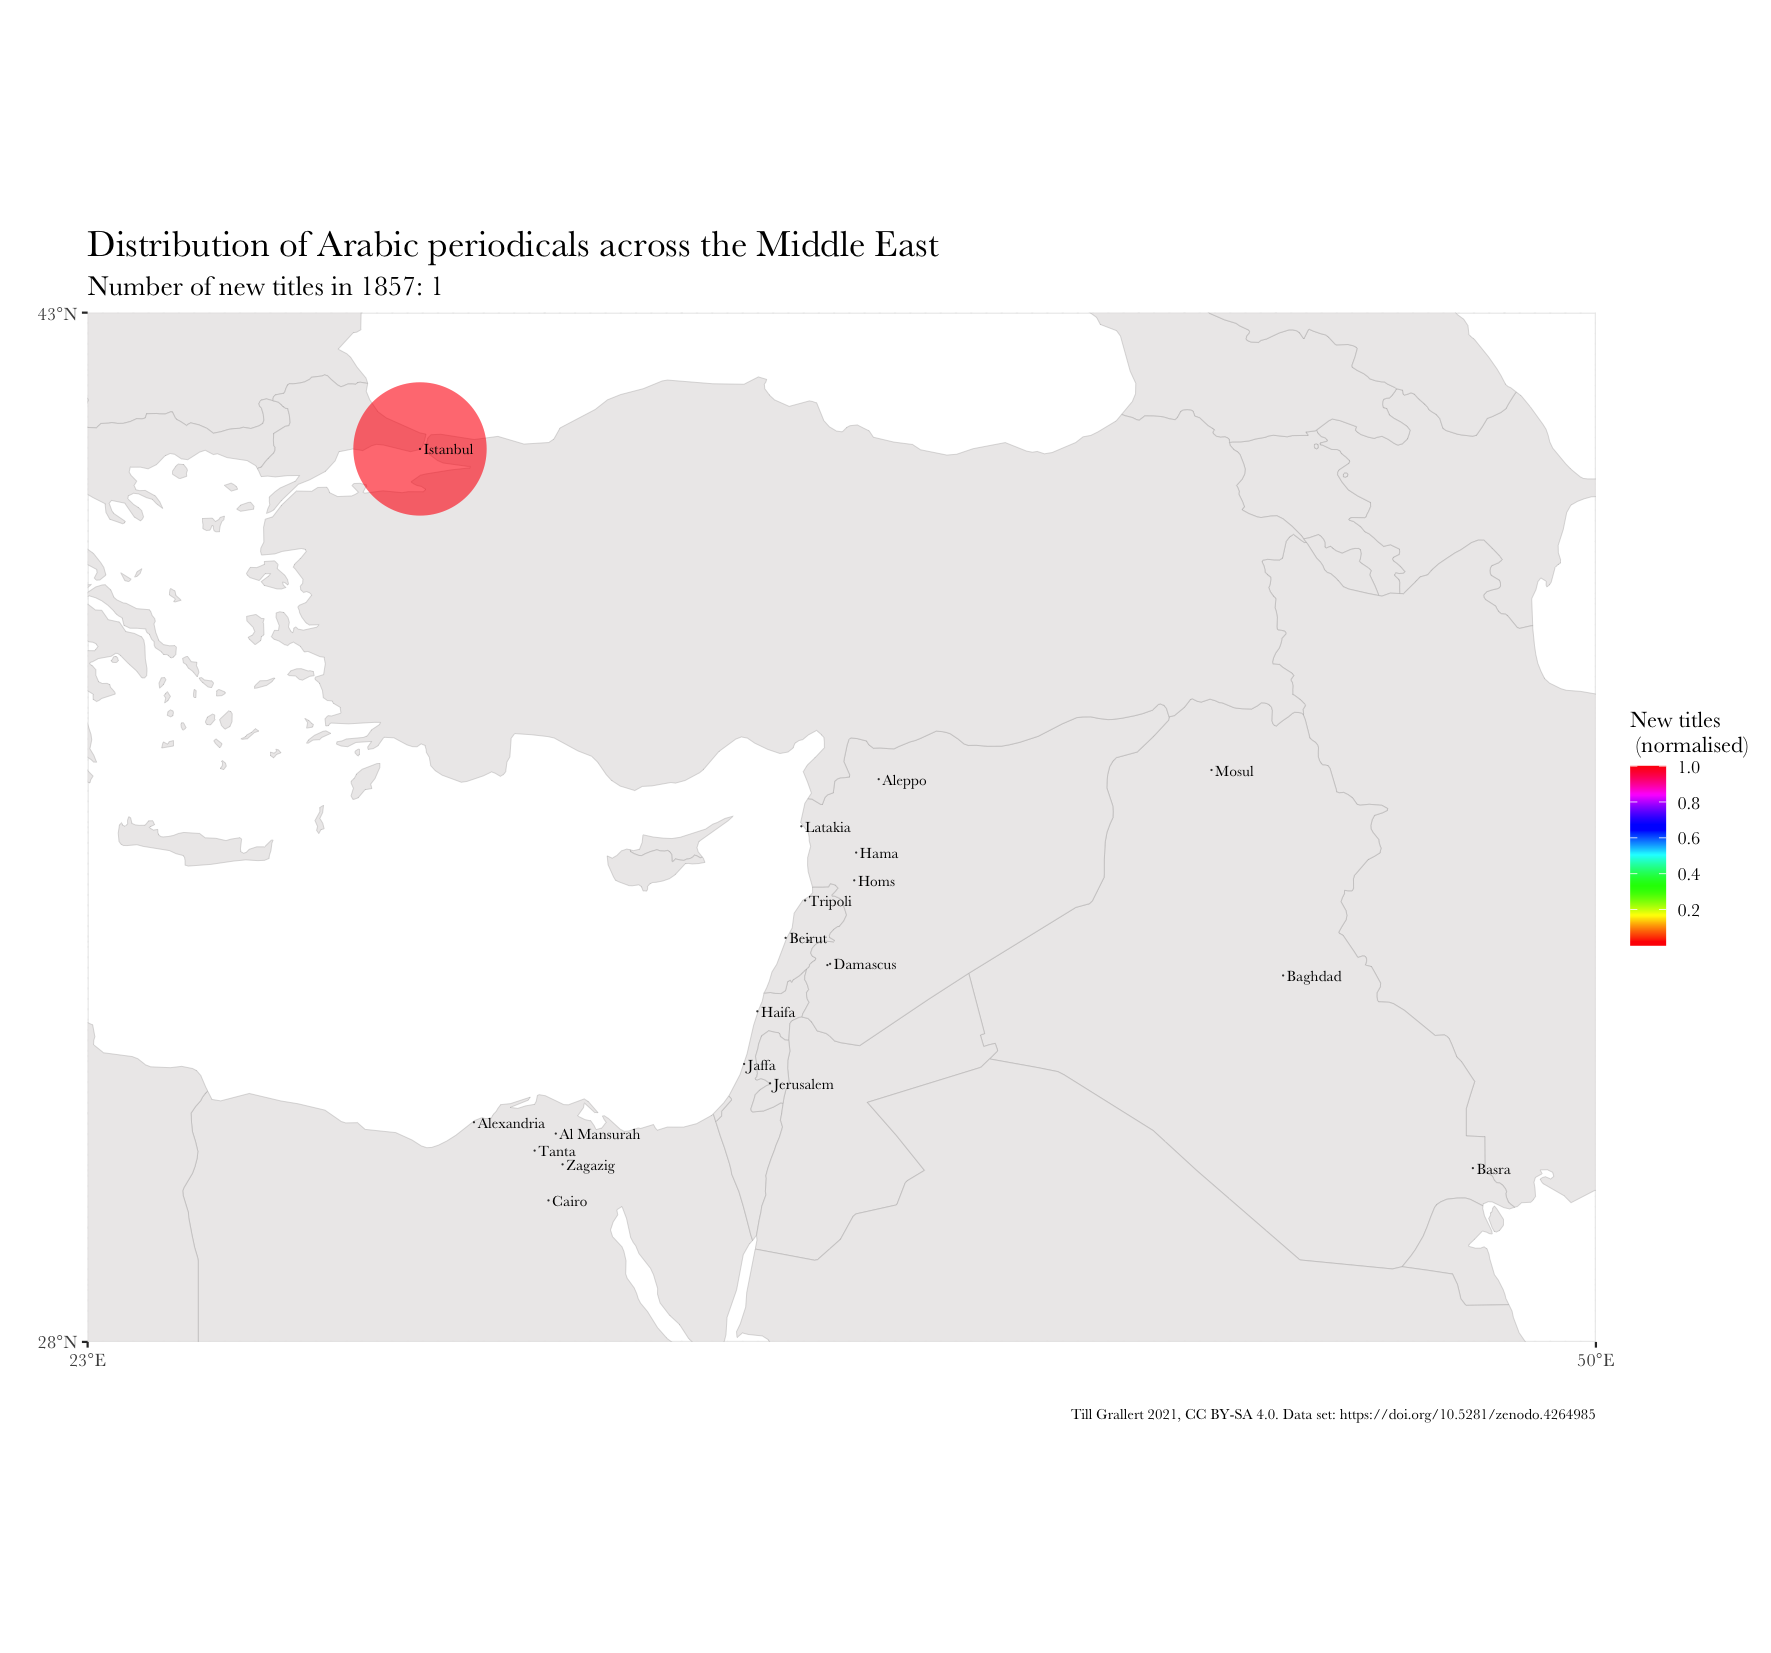 Distribution of Arabic periodicals across the Middle East
Number of new titles in 1857: 1
43°N
Istanbul
New titles
(normalised)
1.0
0.8
0.6
0.4
0.2
Mosul
Aleppo
Latakia
Hama
Homs
Tripoli
Beirut
Damascus
Baghdad
Haifa
Jaffa
Jerusalem
Alexandria
Al Mansurah
Tanta
Zagazig
Basra
Cairo
28°N
23°E
50°E
Till Grallert 2021, CC BY-SA 4.0. Data set: https://doi.org/10.5281/zenodo.4264985